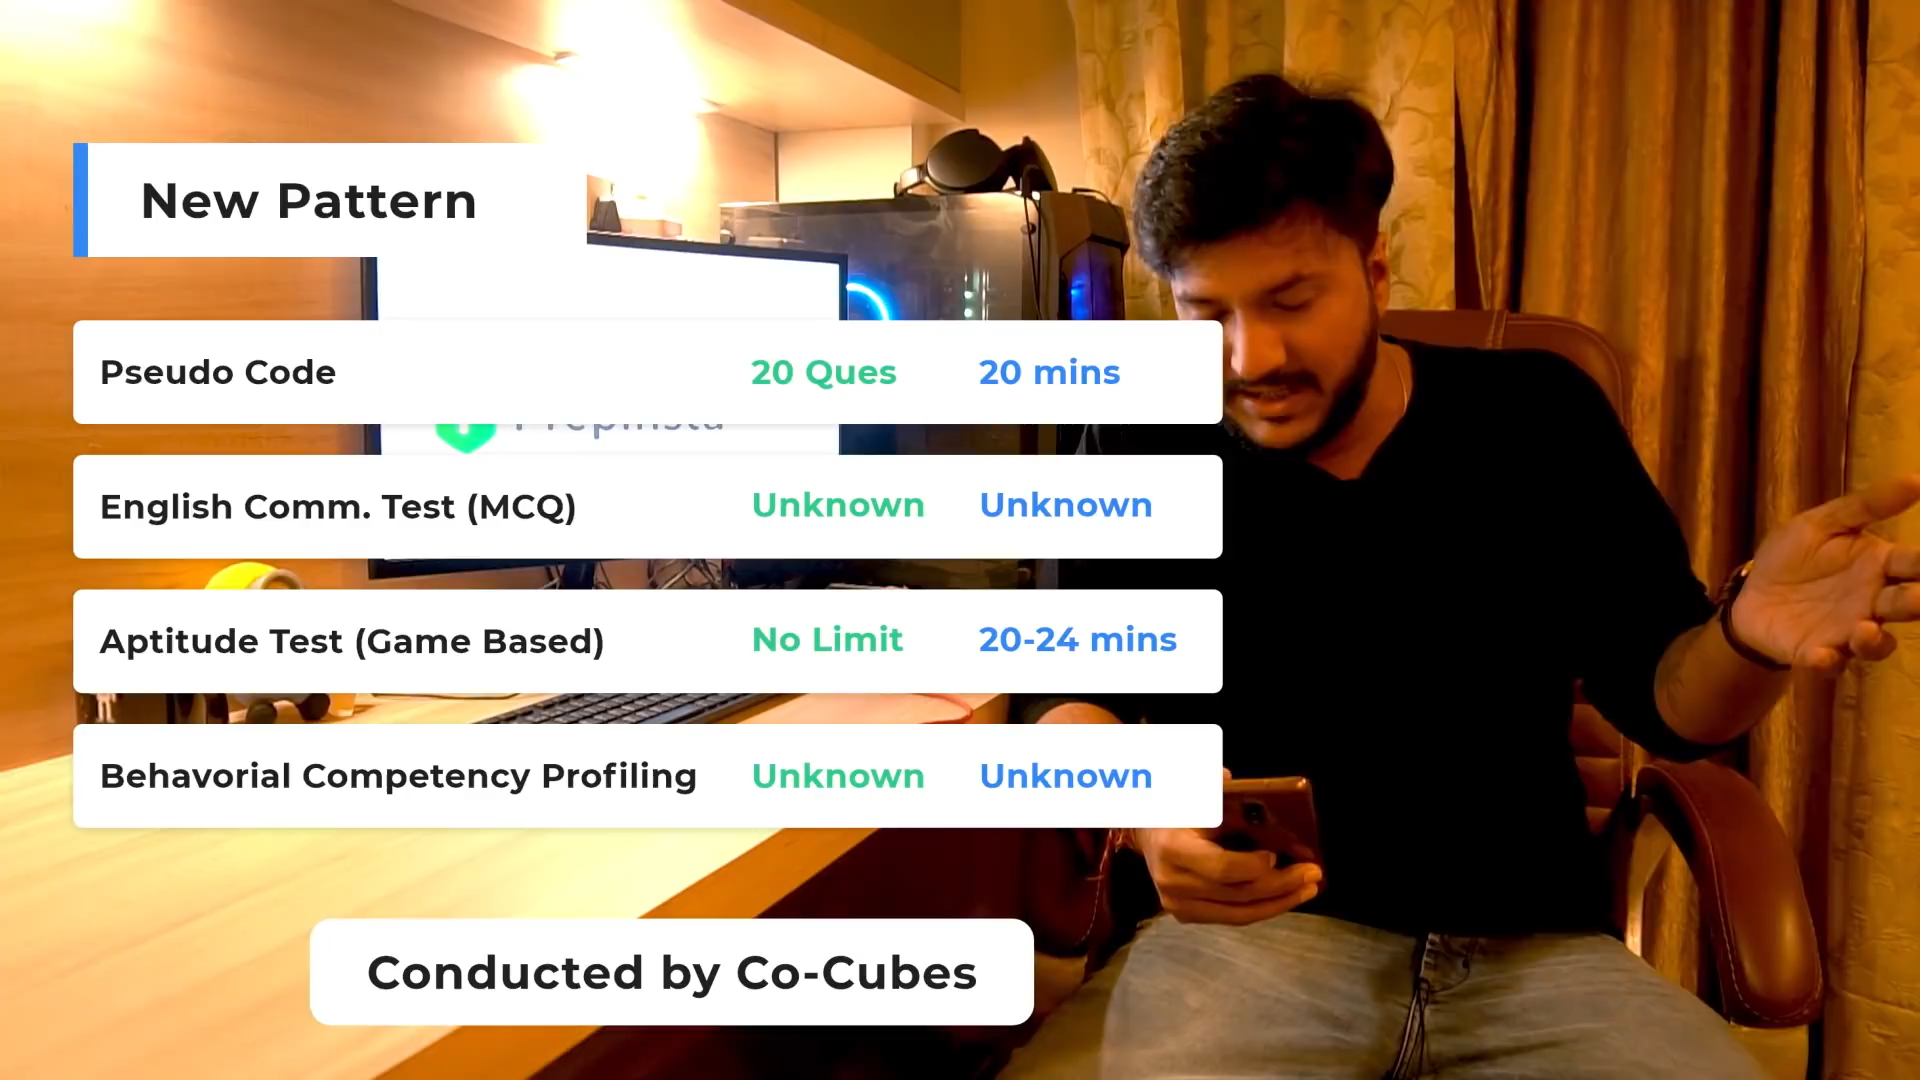 New Pattern
Pseudo Code 20 Ques 20 mins
PrepInsta
English Comm. Test (MCQ) Unknown Unknown
Aptitude Test (Game Based) No Limit 20-24 mins
Behavorial Competency Profiling Unknown Unknown
Conducted by Co-Cubes